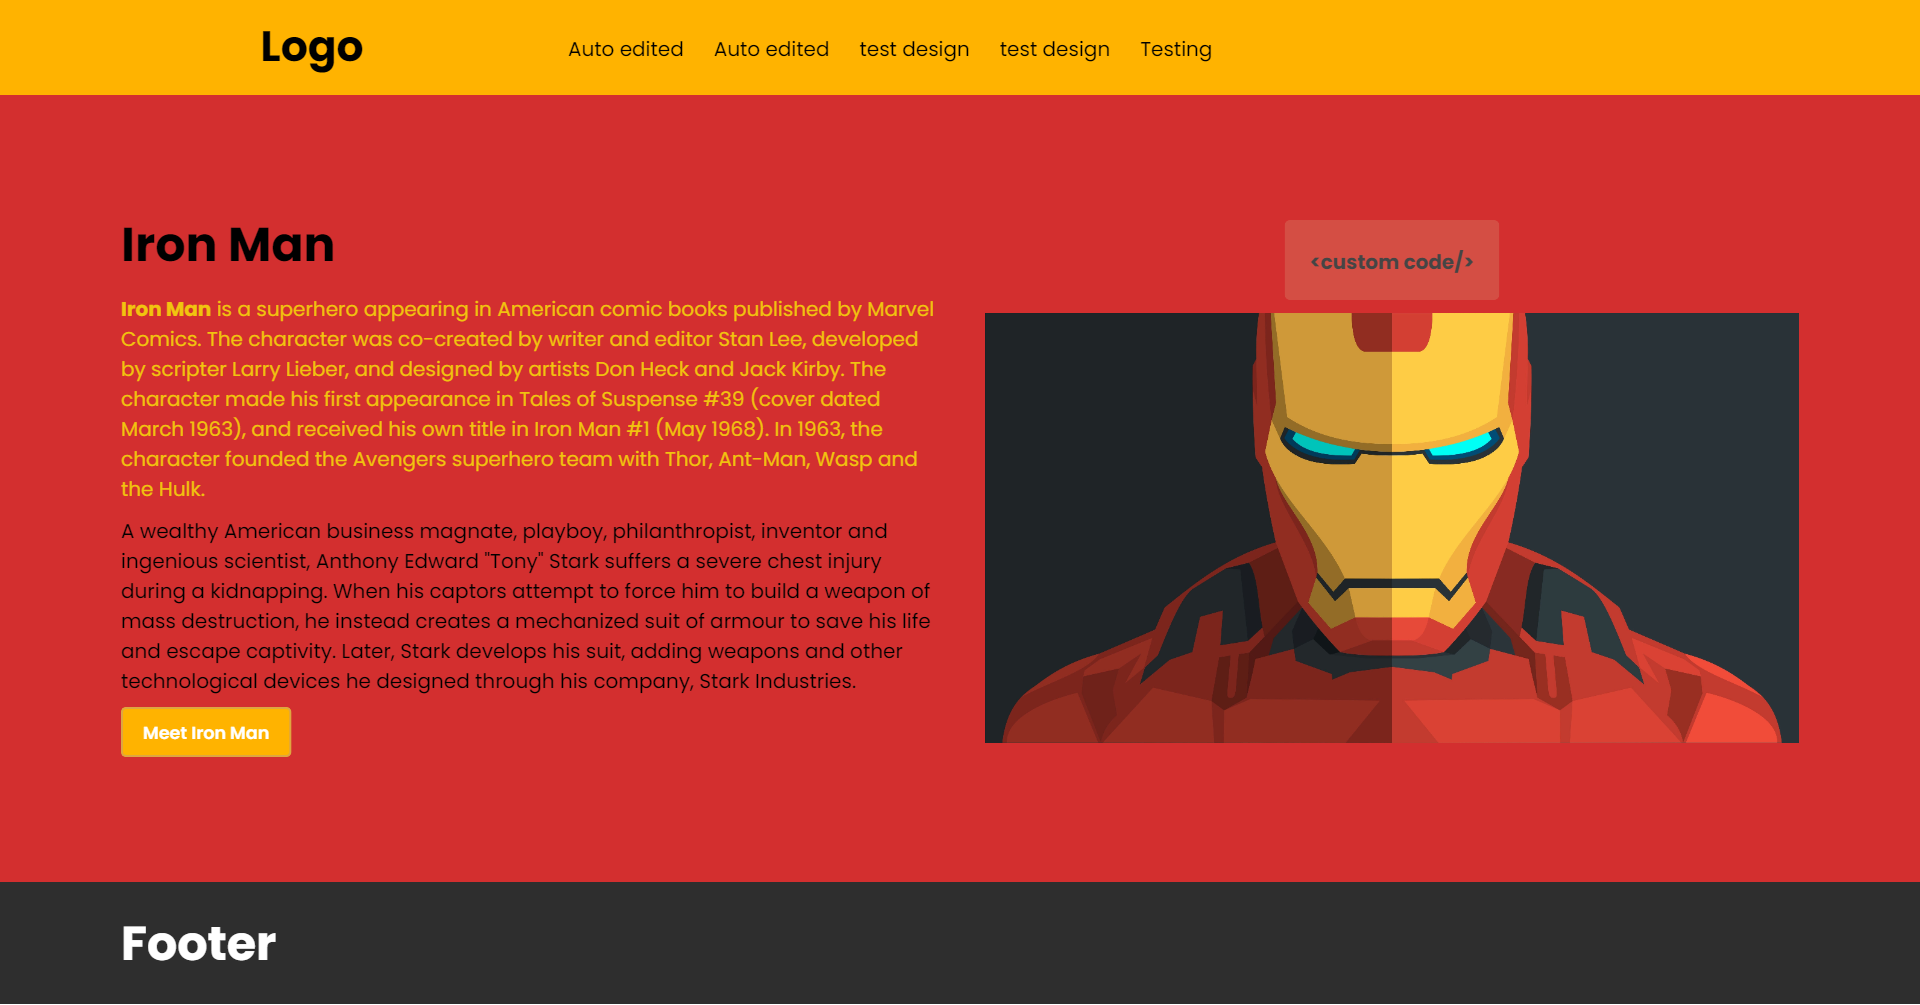 Logo
Auto edited Auto edited test design test design Testing
Iron Man
Iron Man is a superhero appearing in American comic books published by Marvel
Comics. The character was co-created by writer and editor Stan Lee, developed
by scripter Larry Lieber, and designed by artists Don Heck and Jack Kirby. The
character made his first appearance in Tales of Suspense #39 (cover dated
March 1963), and received his own title in Iron Man #1 (May 1968). In 1963, the
character founded the Avengers superhero team with Thor, Ant-Man, Wasp and
the Hulk.
A wealthy American business magnate, playboy, philanthropist, inventor and
ingenious scientist, Anthony Edward "Tony" Stark suffers a severe chest injury
during a kidnapping. When his captors attempt to force him to build a weapon of
mass destruction, he instead creates a mechanized suit of armour to save his life
and escape captivity. Later, Stark develops his suit, adding weapons and other
technological devices he designed through his company, Stark Industries.
Meet Iron Man
<custom code/>
Footer